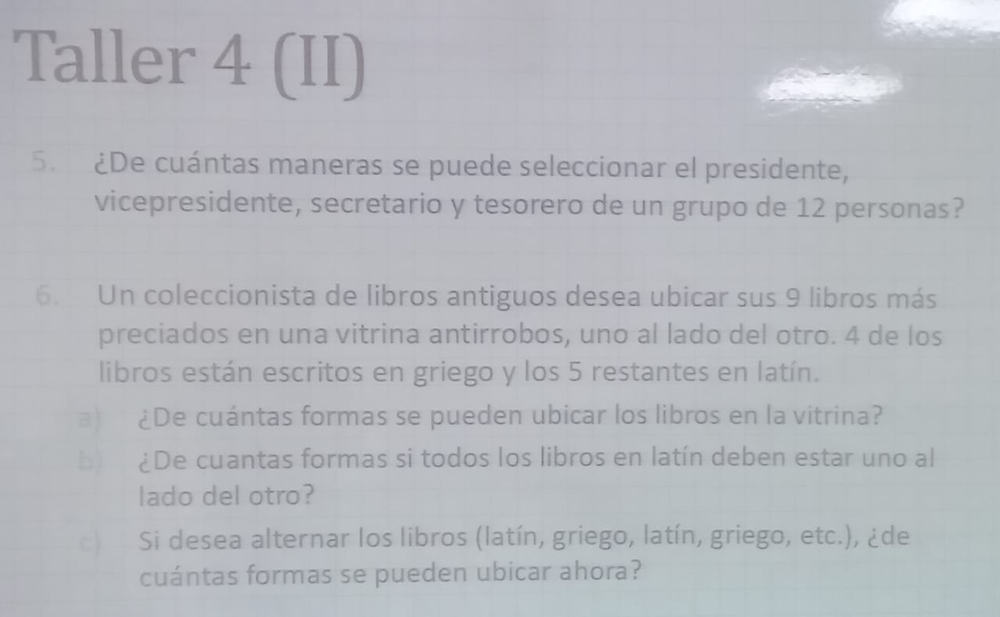 Taller 4 (II)
5. ¿De cuántas maneras se puede seleccionar el presidente,
vicepresidente, secretario y tesorero de un grupo de 12 personas?
6. Un coleccionista de libros antiguos desea ubicar sus 9 libros más
preciados en una vitrina antirrobos, uno al lado del otro. 4 de los
libros están escritos en griego y los 5 restantes en latín.
a) ¿De cuántas formas se pueden ubicar los libros en la vitrina?
b) ¿De cuantas formas si todos los libros en latín deben estar uno al
lado del otro?
c) Si desea alternar los libros (latín, griego, latín, griego, etc.), ¿de
cuántas formas se pueden ubicar ahora?